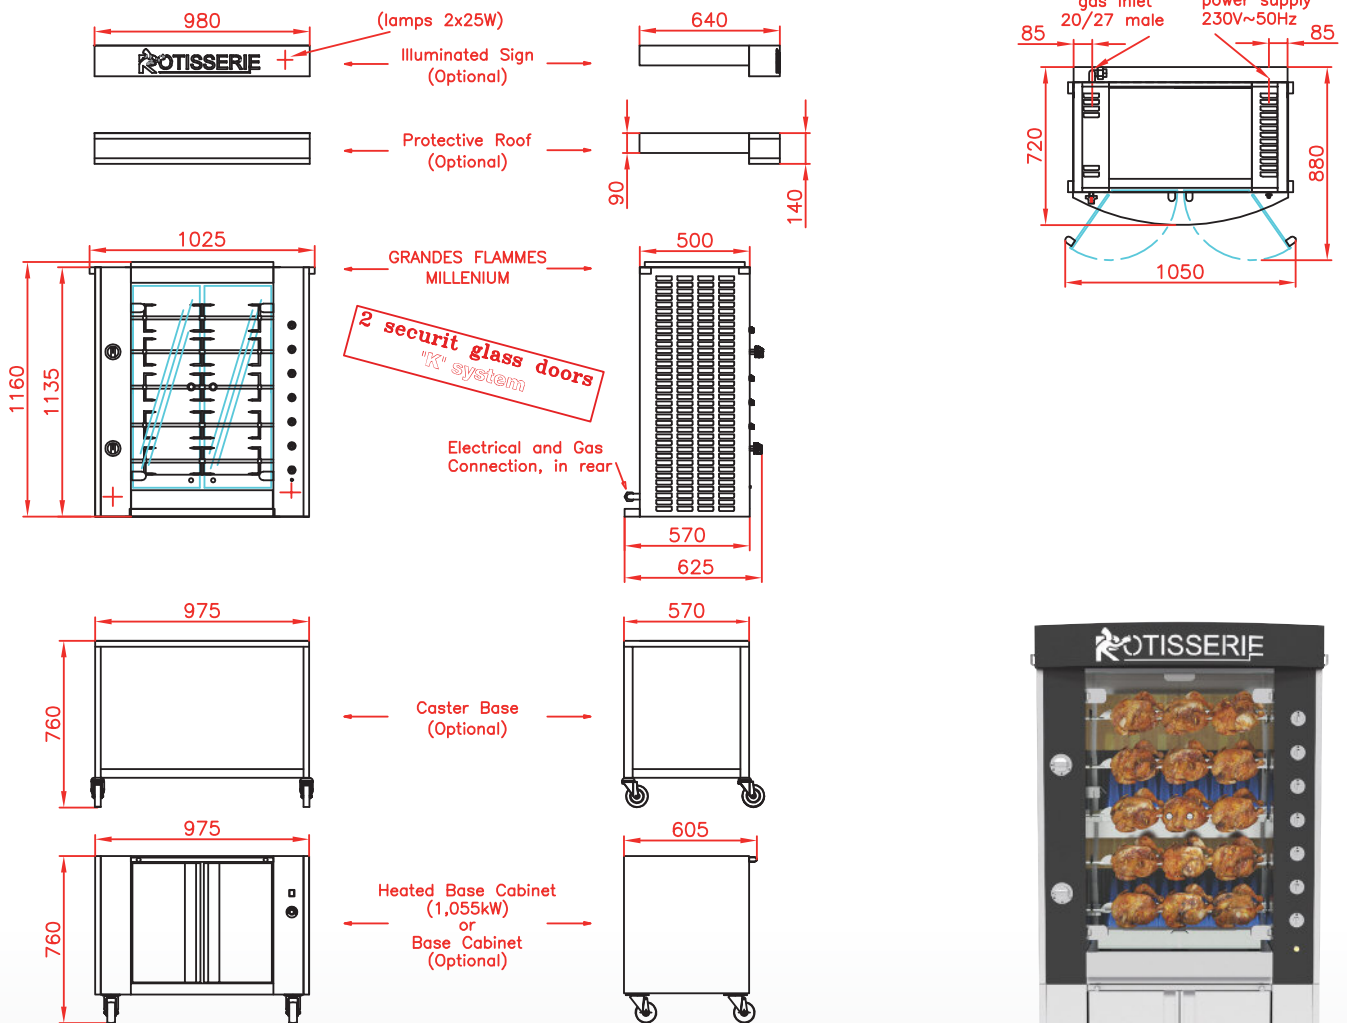 980
(lamps 2x25W)
ROTISSERIE
Illuminated Sign
(Optional)
640
gas inlet
20/27 male
power supply
230V~50Hz
85
85
720
880
1050
Protective Roof
(Optional)
90
140
1025
GRANDES FLAMMES
MILLENIUM
500
1160
1135
2 securit glass doors
'K' system
Electrical and Gas
Connection, in rear
570
625
975
570
760
Caster Base
(Optional)
975
605
760
Heated Base Cabinet
(1,055kW)
or
Base Cabinet
(Optional)
ROTISSERIE